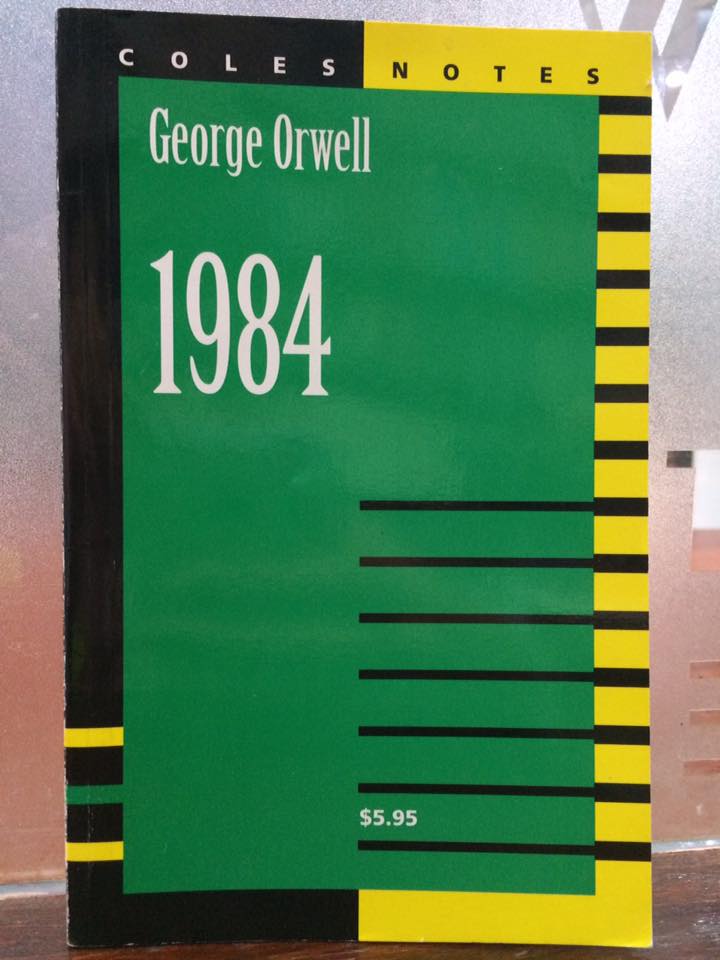 COLES NOTES
George Orwell
1984
$5.95